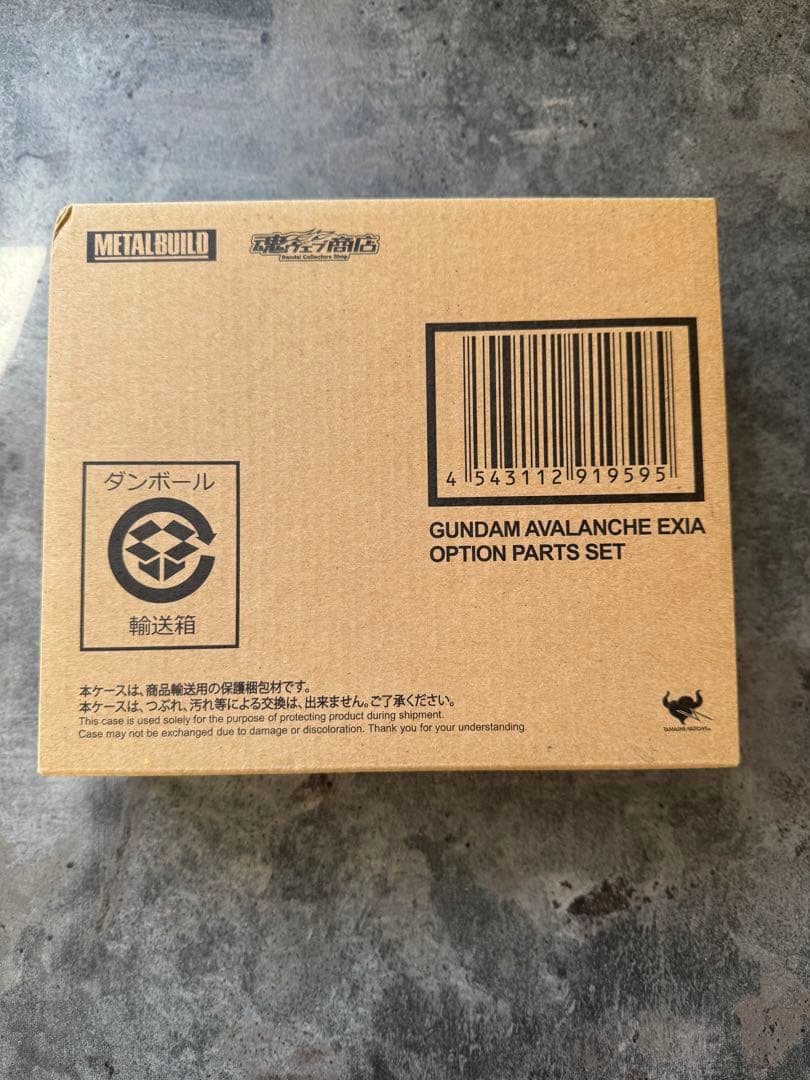 METAL BUILD
魂ウェブ商店
Bandai Collectors Shop
4 543112 919595
GUNDAM AVALANCHE EXIA
OPTION PARTS SET
ダンボール
輸送箱
本ケースは、商品輸送用の保護梱包材です。
本ケースは、つぶれ、汚れ等による交換は、出来ません。ご了承ください。
This case is used solely for the purpose of protecting product during shipment.
Case may not be exchanged due to damage or discoloration. Thank you for your understanding.
TAMASHII NATIONS